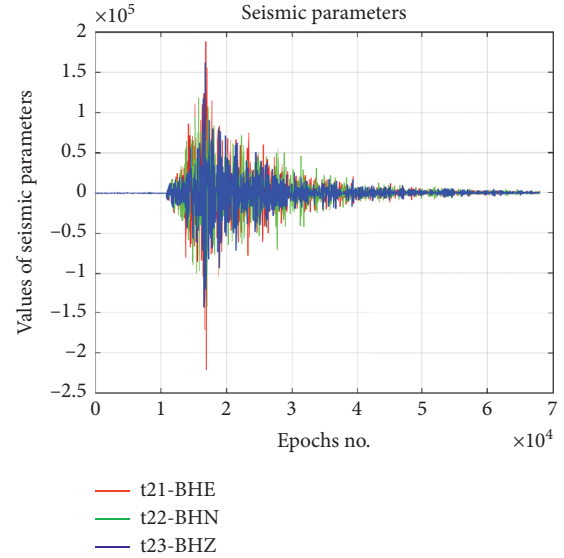 Seismic parameters
×10⁵
2
1.5
1
0.5
0
−0.5
−1
−1.5
−2
−2.5
Values of seismic parameters
0 1 2 3 4 5 6 7
Epochs no.
×10⁴
t21-BHE
t22-BHN
t23-BHZ